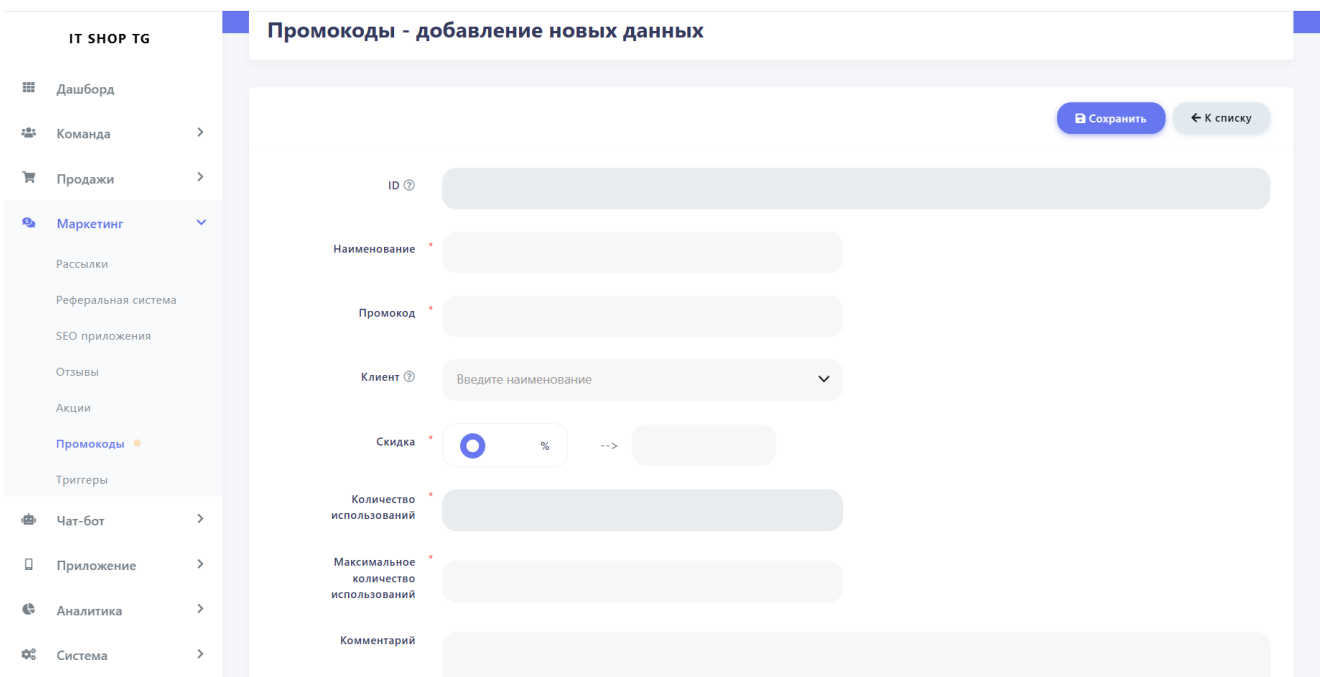 IT SHOP TG
Дашборд
Команда
Продажи
Маркетинг
Рассылки
Реферальная система
SEO приложения
Отзывы
Акции
Промокоды
Триггеры
Чат-бот
Приложение
Аналитика
Система
Промокоды - добавление новых данных
Сохранить
К списку
ID
Наименование *
Промокод *
Клиент
Введите наименование
Скидка *
% -->
Количество *
использований
Максимальное *
количество
использований
Комментарий